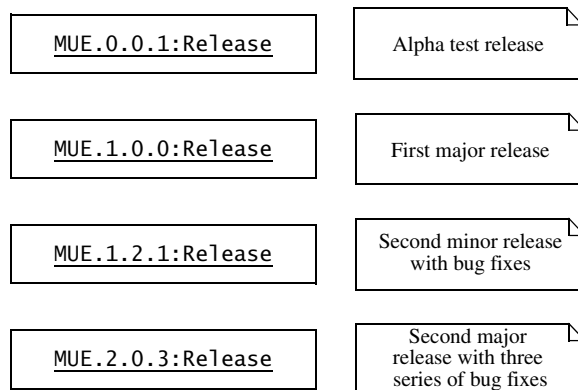 MUE.0.0.1:Release
Alpha test release
MUE.1.0.0:Release
First major release
MUE.1.2.1:Release
Second minor release
with bug fixes
MUE.2.0.3:Release
Second major
release with three
series of bug fixes